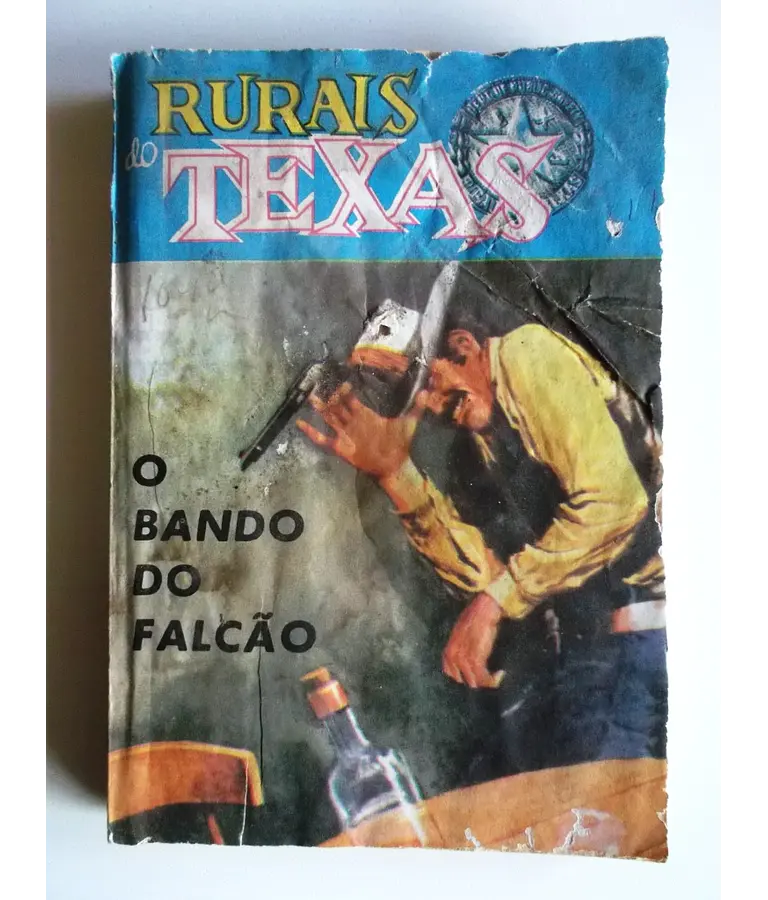 RURAIS
do TEXAS
O
BANDO
DO
FALCÃO